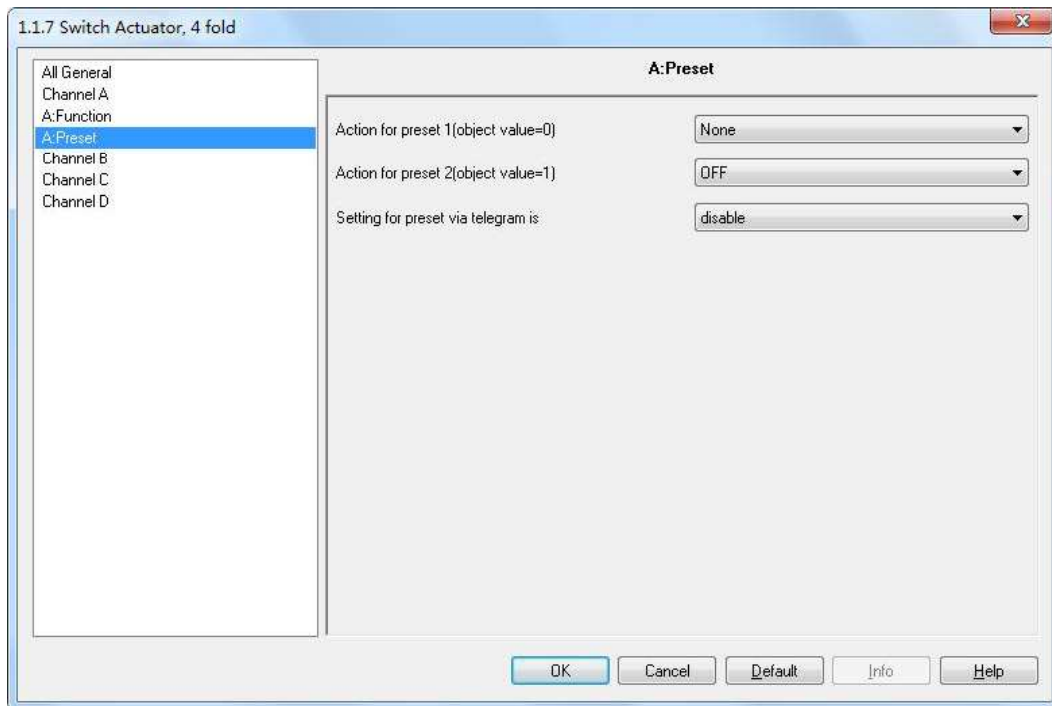 1.1.7 Switch Actuator, 4 fold
All General
Channel A
A:Function
A:Preset
Channel B
Channel C
Channel D
A:Preset
Action for preset 1(object value=0) None
Action for preset 2(object value=1) OFF
Setting for preset via telegram is disable
OK Cancel Default Info Help